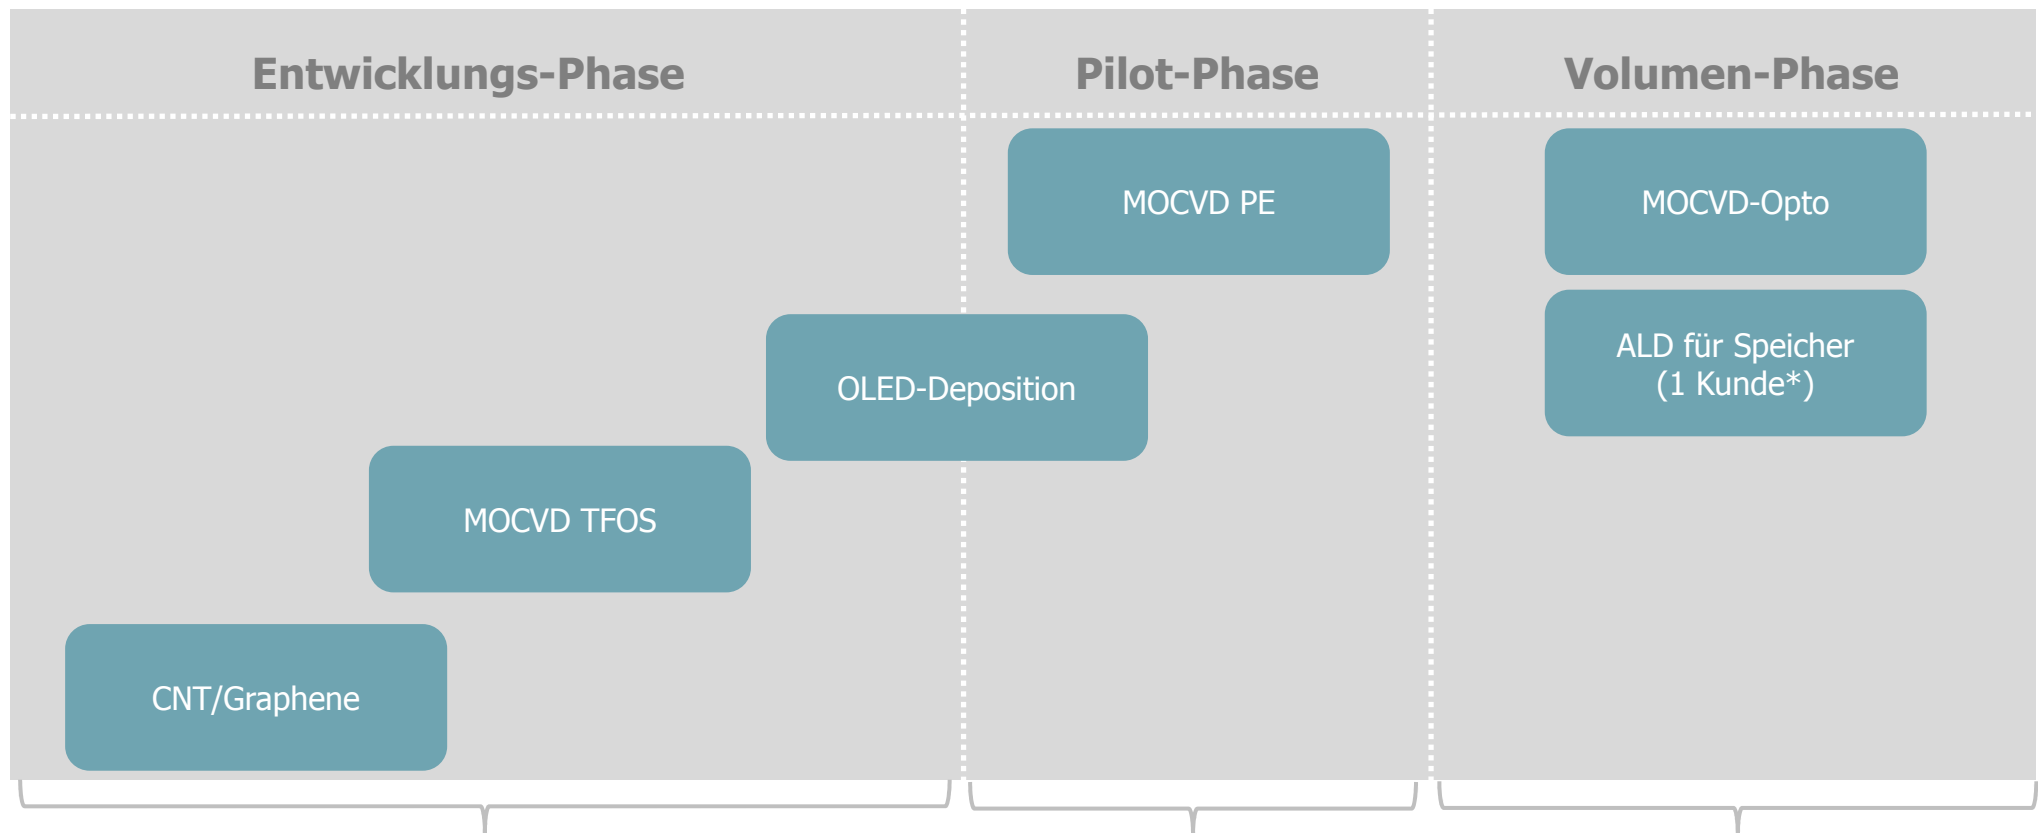 Entwicklungs-Phase
Pilot-Phase
Volumen-Phase
MOCVD PE
MOCVD-Opto
ALD für Speicher
(1 Kunde*)
OLED-Deposition
MOCVD TFOS
CNT/Graphene